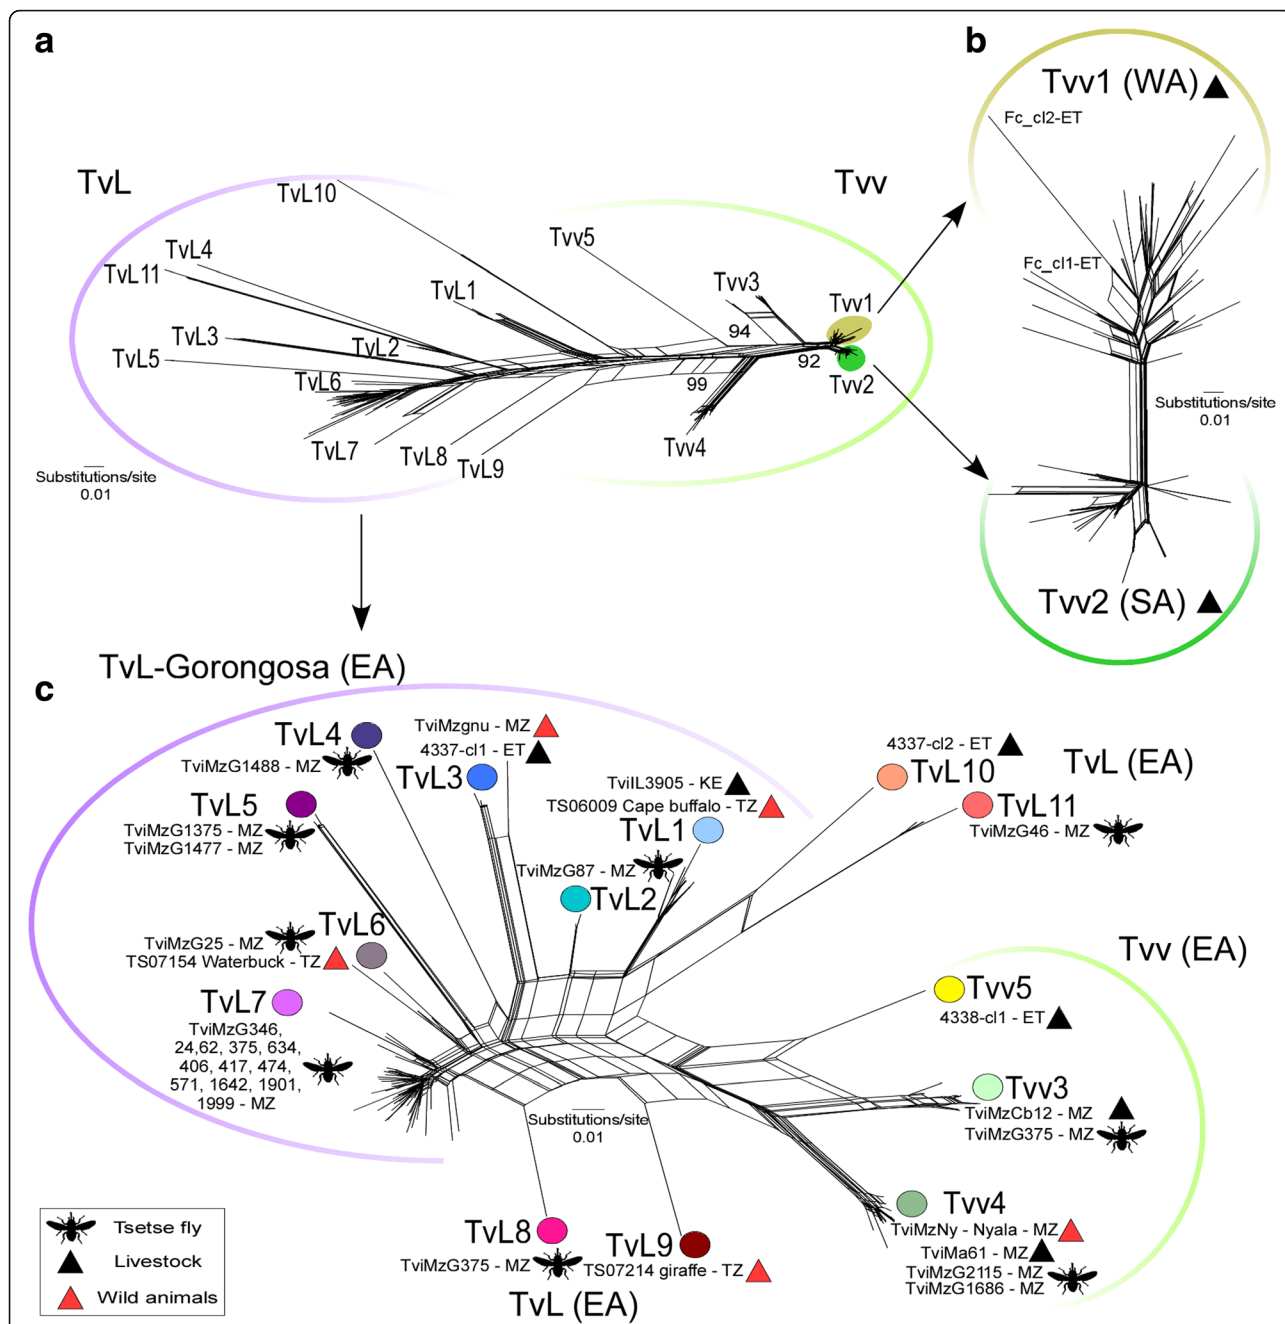 a
b
Tvv1 (WA)
Fc_cl2-ET
Fc_cl1-ET
Substitutions/site
0.01
Tvv2 (SA)
TvL
Tvv
TvL10
TvL4
TvL11
TvL1
Tvv5
Tvv3
Tvv1
94
TvL3
TvL2
TvL5
92
Tvv2
TvL6
99
TvL7
TvL8
TvL9
Tvv4
Substitutions/site
0.01
TvL-Gorongosa (EA)
c
TvL4
TviMzG1488 - MZ
TviMzgnu - MZ
4337-cl1 - ET
TvL3
TvL5
TviMzG1375 - MZ
TviMzG1477 - MZ
TviIL3905 - KE
TS06009 Cape buffalo - TZ
TvL1
TviMzG87 - MZ
TvL2
4337-cl2 - ET
TvL10
TvL (EA)
TvL11
TviMzG46 - MZ
TvL6
TviMzG25 - MZ
TS07154 Waterbuck - TZ
TvL7
TviMzG346,
24,62, 375, 634,
406, 417, 474,
571, 1642, 1901,
1999 - MZ
Tvv (EA)
Tvv5
4338-cl1 - ET
Tvv3
TviMzCb12 - MZ
TviMzG375 - MZ
Substitutions/site
0.01
Tvv4
TviMzNy - Nyala - MZ
TviMa61 - MZ
TviMzG2115 - MZ
TviMzG1686 - MZ
TvL8
TviMzG375 - MZ
TvL9
TS07214 giraffe - TZ
TvL (EA)
Tsetse fly
Livestock
Wild animals